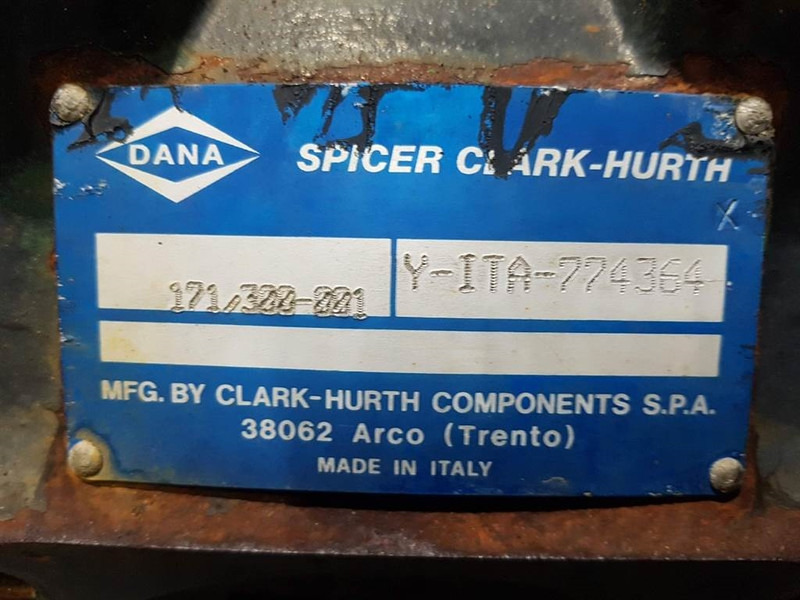 DANA SPICER CLARK-HURTH
X
171/300-001 Y-ITA-774364
MFG. BY CLARK-HURTH COMPONENTS S.P.A.
38062 Arco (Trento)
MADE IN ITALY